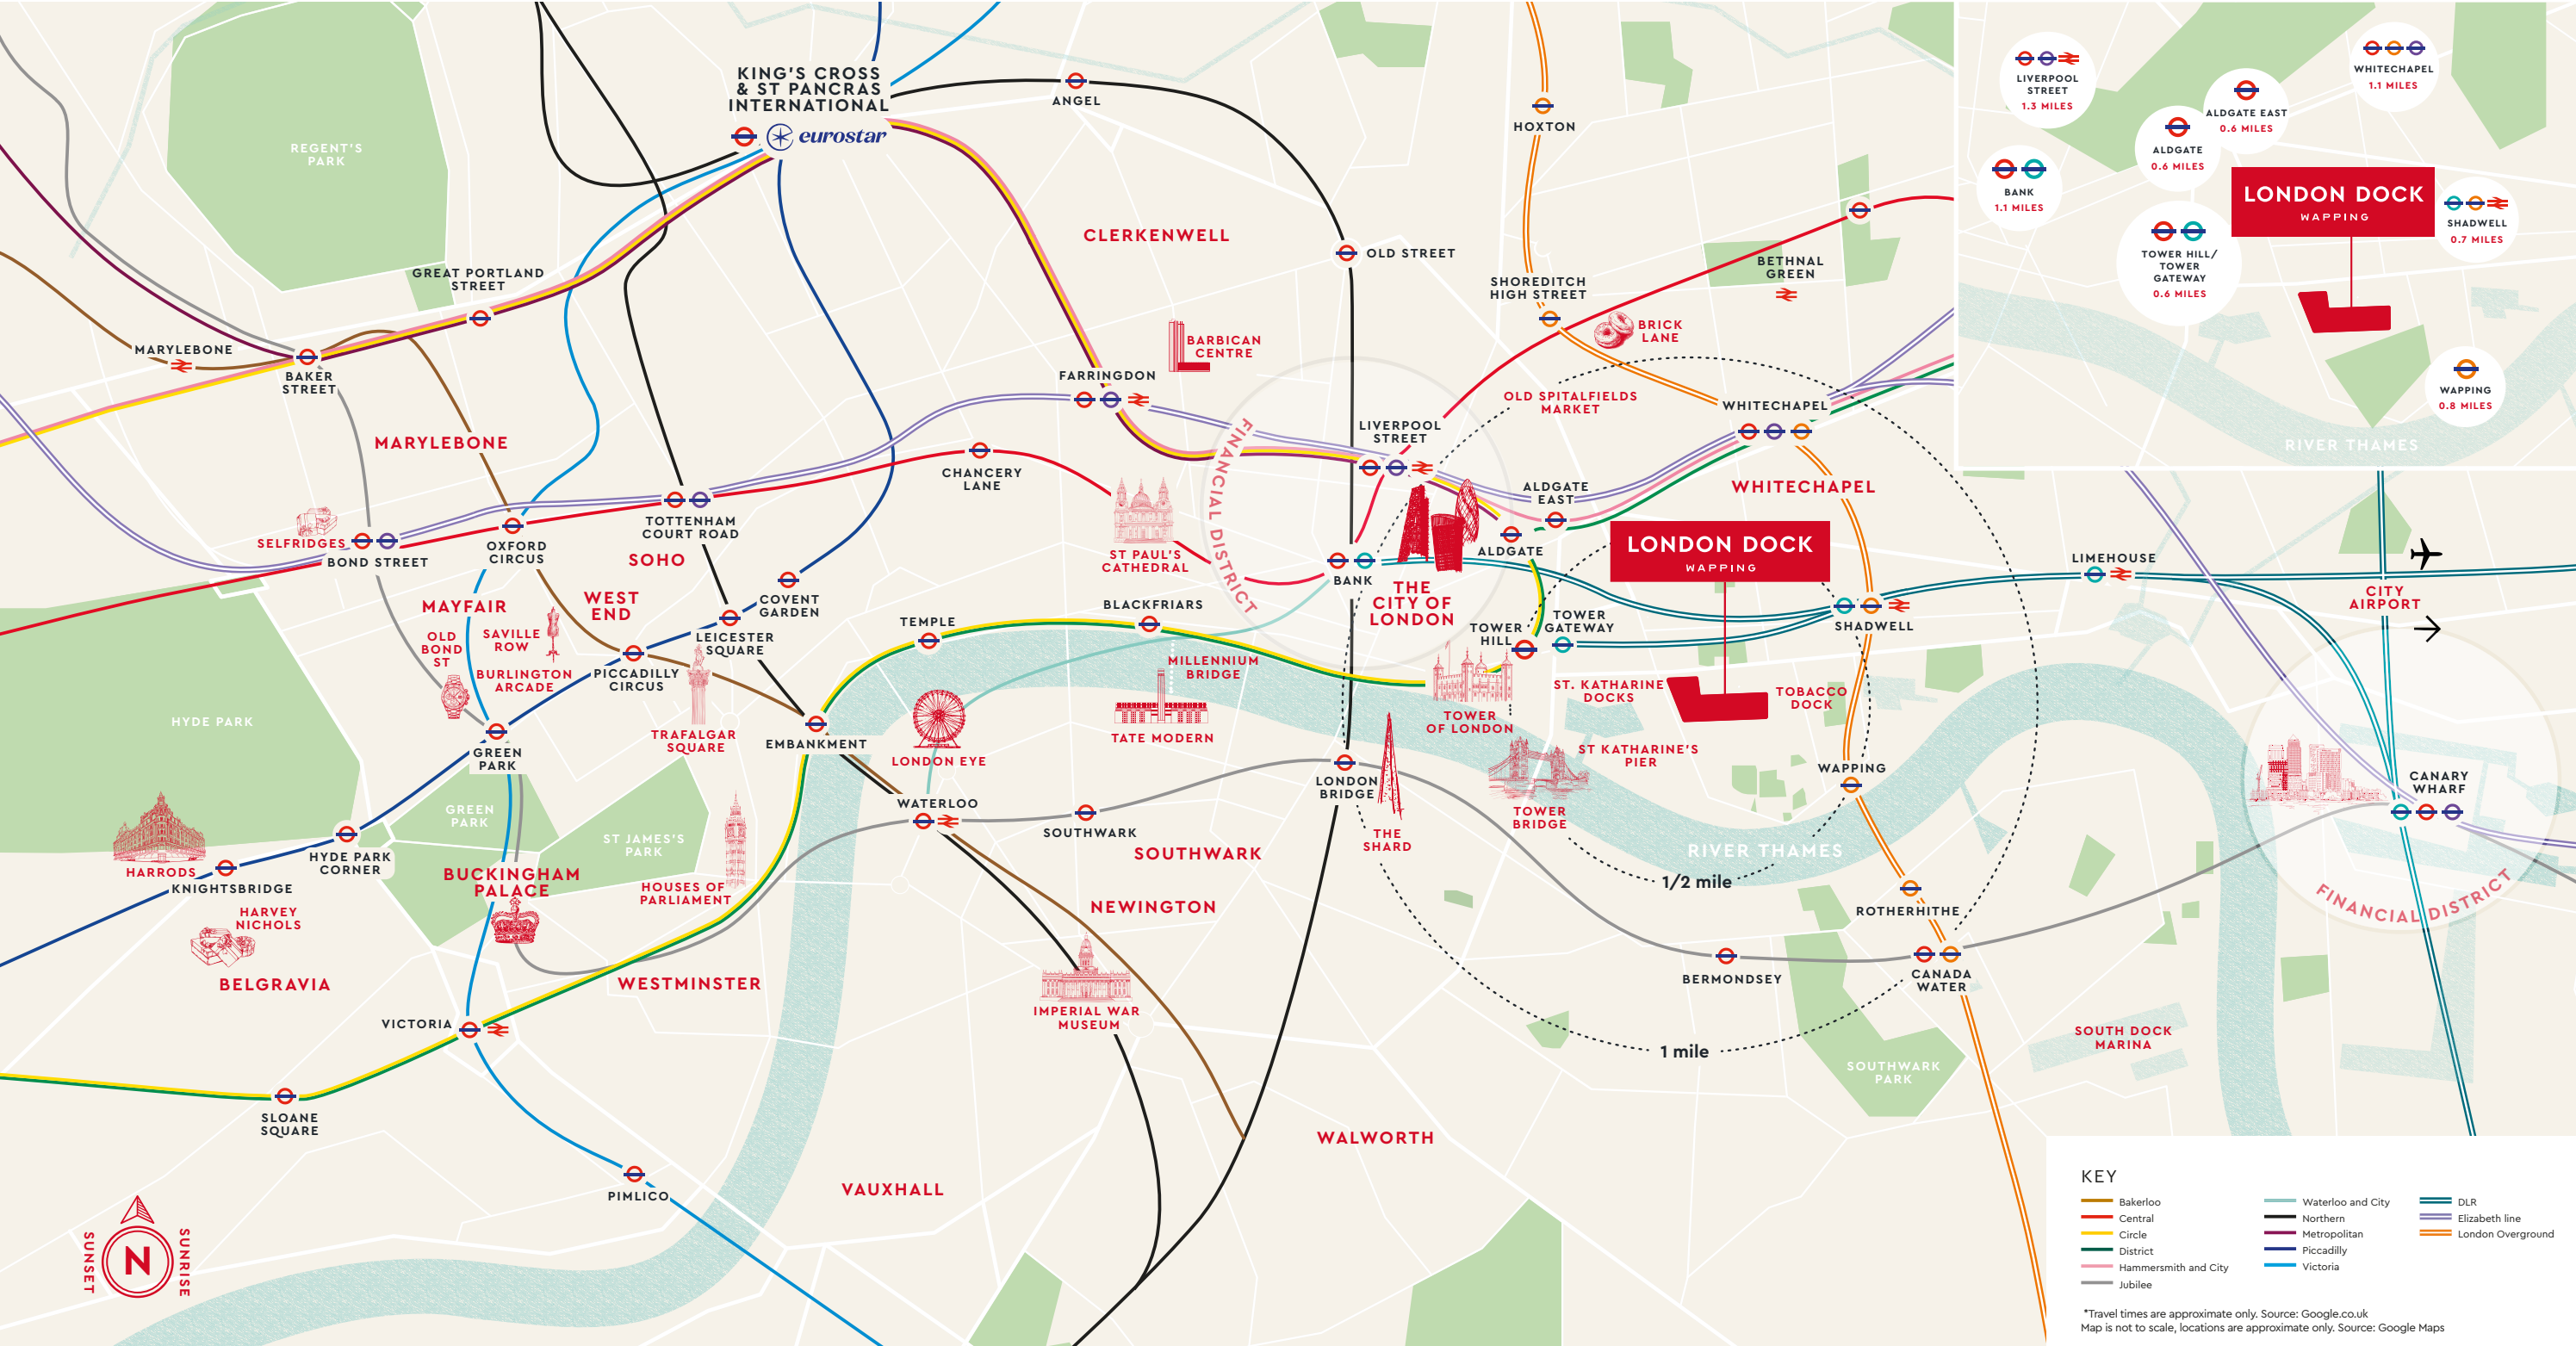 KING'S CROSS
& ST PANCRAS
INTERNATIONAL
eurostar
ANGEL
HOXTON
REGENT'S
PARK
CLERKENWELL
OLD STREET
GREAT PORTLAND
STREET
SHOREDITCH
HIGH STREET
BETHNAL
GREEN
BRICK
LANE
MARYLEBONE
BAKER
STREET
BARBICAN
CENTRE
FARRINGDON
OLD SPITALFIELDS
MARKET
WHITECHAPEL
MARYLEBONE
LIVERPOOL
STREET
FINANCIAL DISTRICT
CHANCERY
LANE
ALDGATE
EAST
WHITECHAPEL
SELFRIDGES
BOND STREET
OXFORD
CIRCUS
TOTTENHAM
COURT ROAD
SOHO
ST PAUL'S
CATHEDRAL
BANK
ALDGATE
LONDON DOCK
WAPPING
LIMEHOUSE
CITY
AIRPORT
MAYFAIR
WEST
END
COVENT
GARDEN
LEICESTER
SQUARE
TEMPLE
BLACKFRIARS
THE
CITY OF
LONDON
TOWER
HILL
TOWER
GATEWAY
SHADWELL
OLD
BOND
ST
SAVILLE
ROW
BURLINGTON
ARCADE
PICCADILLY
CIRCUS
MILLENNIUM
BRIDGE
ST. KATHARINE
DOCKS
TOBACCO
DOCK
HYDE PARK
GREEN
PARK
TRAFALGAR
SQUARE
EMBANKMENT
LONDON EYE
TATE MODERN
TOWER
OF LONDON
ST KATHARINE'S
PIER
WAPPING
LONDON
BRIDGE
CANARY
WHARF
GREEN
PARK
WATERLOO
SOUTHWARK
TOWER
BRIDGE
THE
SHARD
HARRODS
KNIGHTSBRIDGE
HYDE PARK
CORNER
ST JAMES'S
PARK
BUCKINGHAM
PALACE
HOUSES OF
PARLIAMENT
SOUTHWARK
RIVER THAMES
1/2 mile
FINANCIAL DISTRICT
HARVEY
NICHOLS
NEWINGTON
ROTHERHITHE
BELGRAVIA
WESTMINSTER
IMPERIAL WAR
MUSEUM
BERMONDSEY
CANADA
WATER
VICTORIA
1 mile
SOUTH DOCK
MARINA
SOUTHWARK
PARK
SLOANE
SQUARE
WALWORTH
PIMLICO
VAUXHALL
SUNSET
N
SUNRISE
LIVERPOOL
STREET
1.3 MILES
WHITECHAPEL
1.1 MILES
ALDGATE EAST
0.6 MILES
ALDGATE
0.6 MILES
BANK
1.1 MILES
LONDON DOCK
WAPPING
SHADWELL
0.7 MILES
TOWER HILL/
TOWER
GATEWAY
0.6 MILES
WAPPING
0.8 MILES
RIVER THAMES
KEY
Bakerloo
Central
Circle
District
Hammersmith and City
Jubilee
Waterloo and City
Northern
Metropolitan
Piccadilly
Victoria
DLR
Elizabeth line
London Overground
*Travel times are approximate only. Source: Google.co.uk
Map is not to scale, locations are approximate only. Source: Google Maps